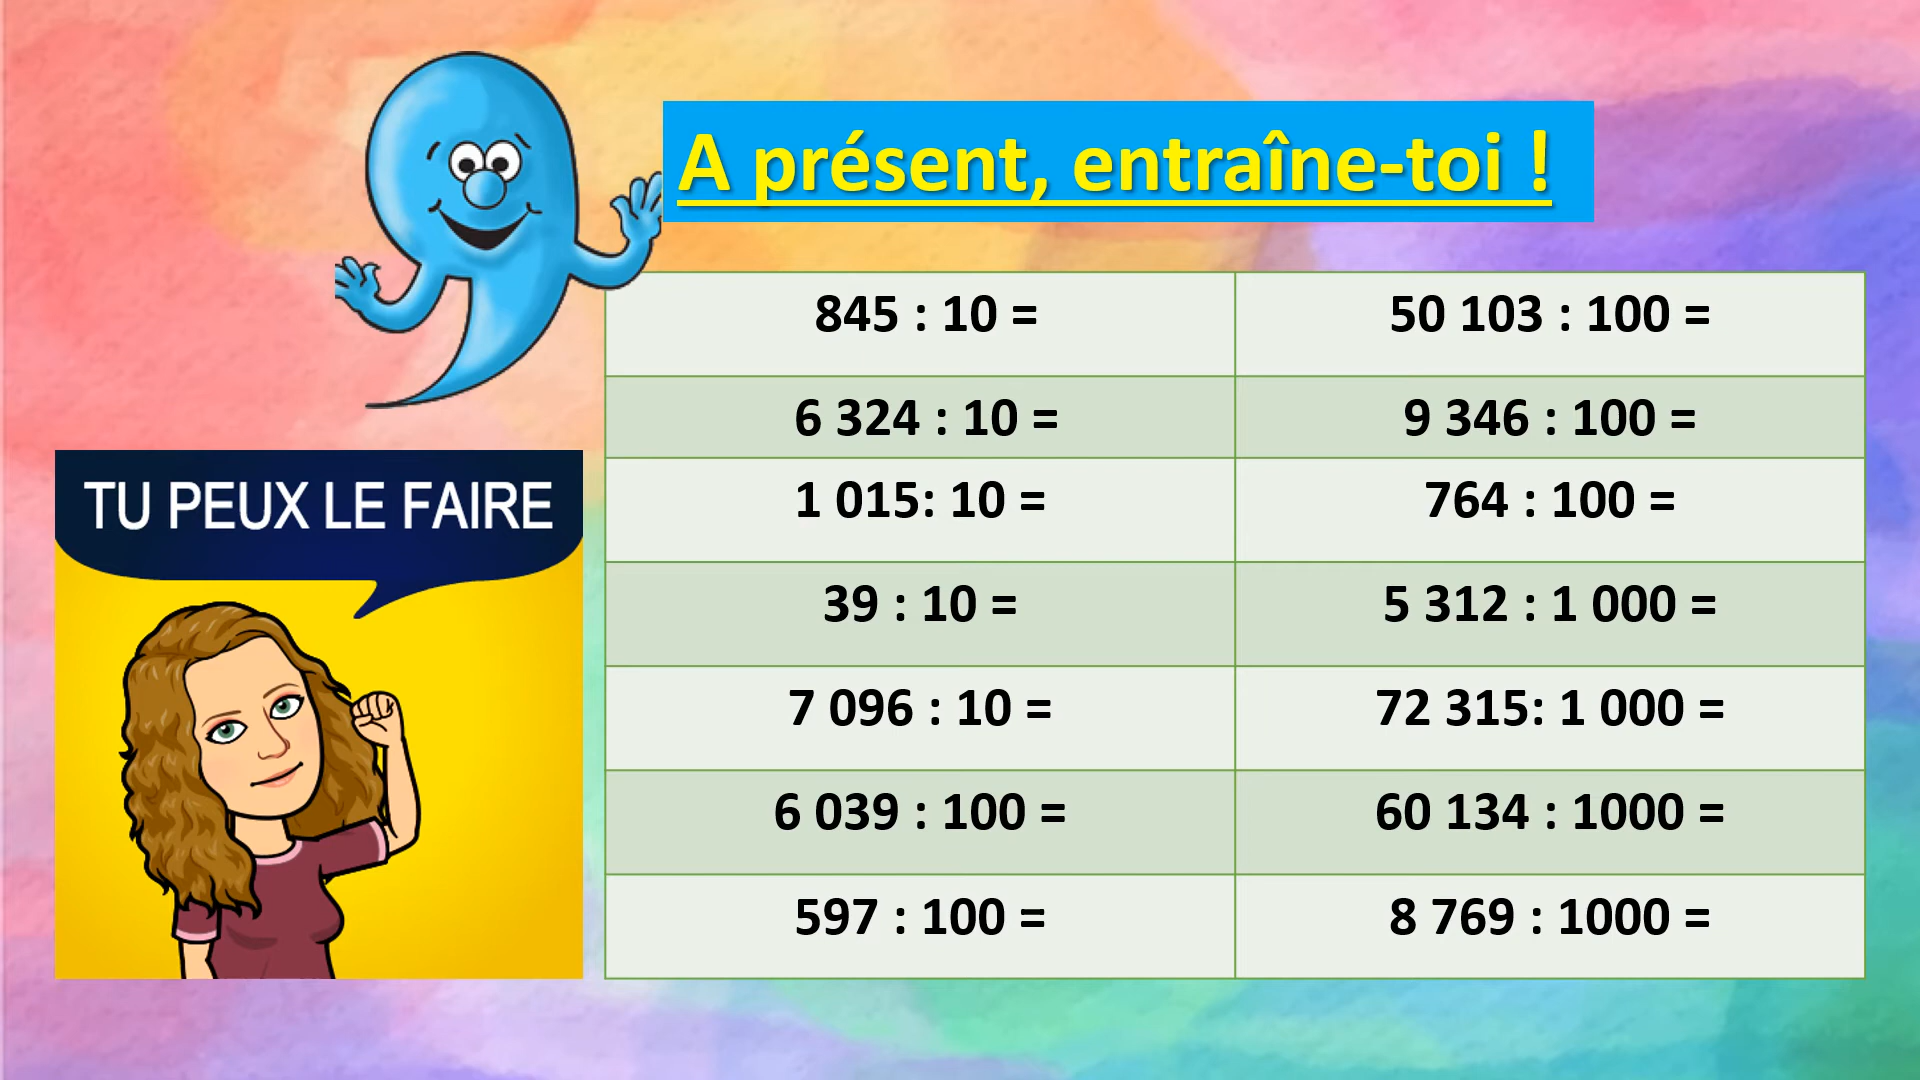 A présent, entraîne-toi !
845 : 10 =
50 103 : 100 =
6 324 : 10 =
9 346 : 100 =
1 015: 10 =
764 : 100 =
39 : 10 =
5 312 : 1 000 =
7 096 : 10 =
72 315: 1 000 =
6 039 : 100 =
60 134 : 1000 =
597 : 100 =
8 769 : 1000 =
TU PEUX LE FAIRE